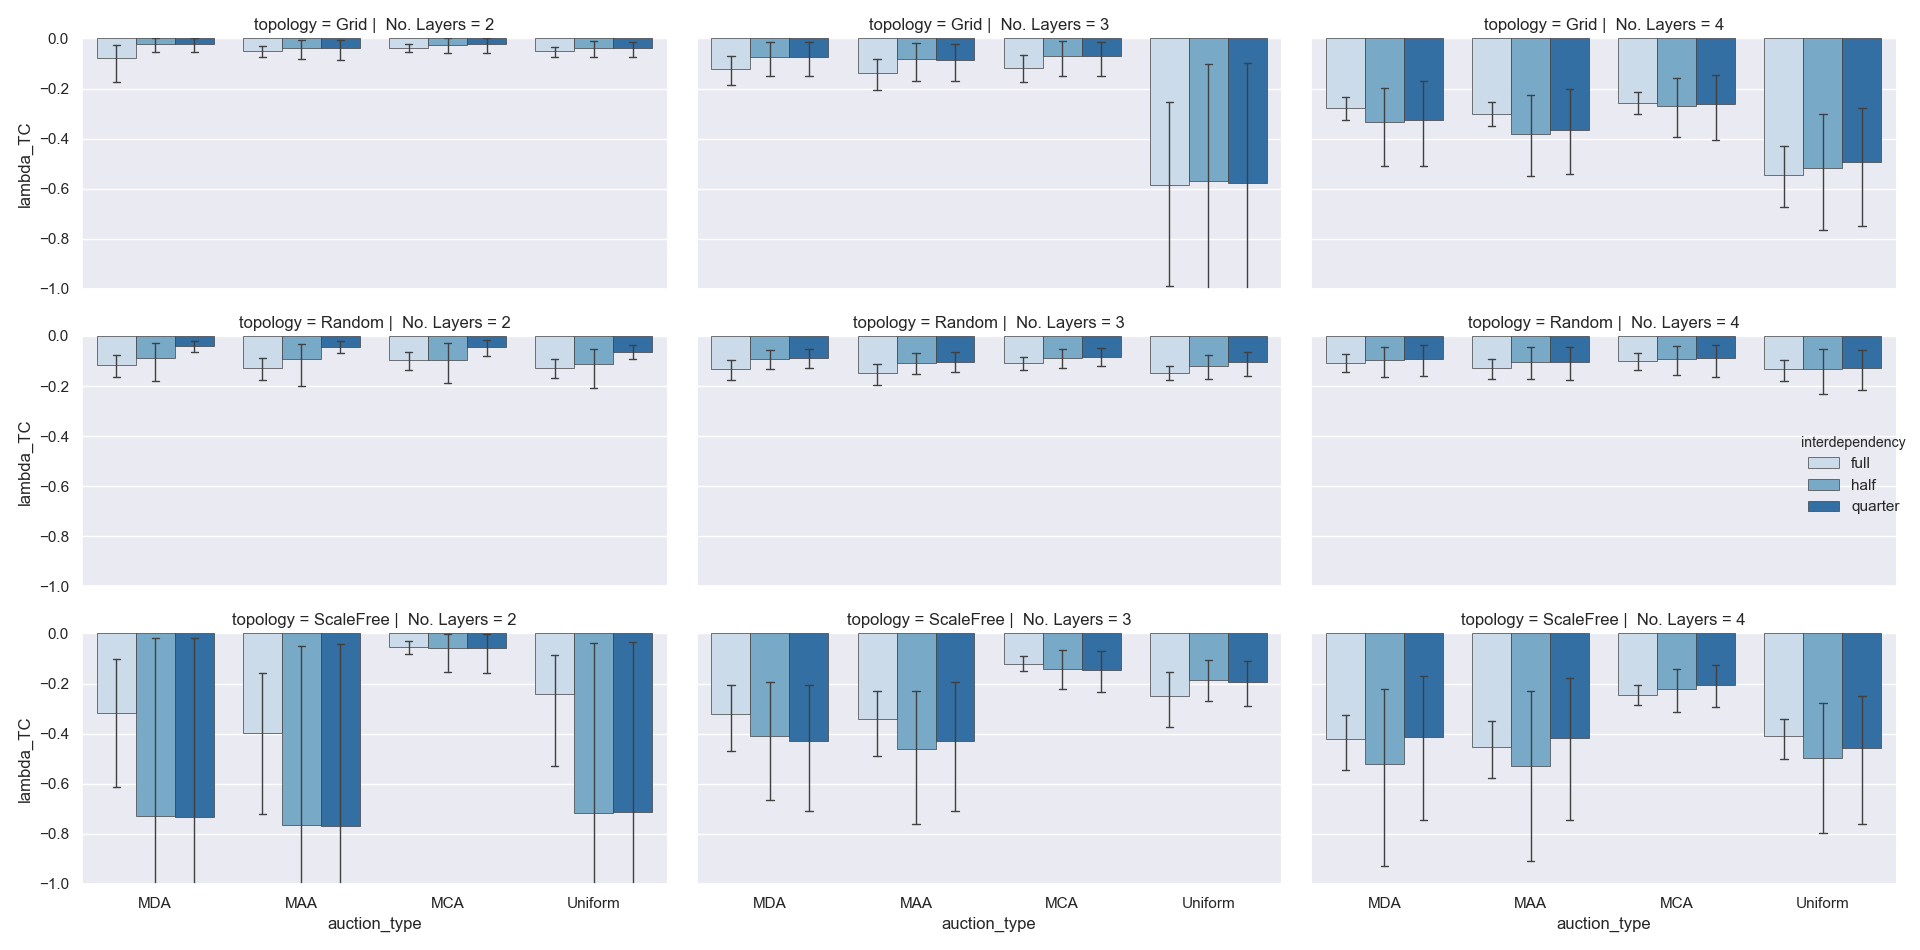 topology = Grid |  No. Layers = 2
topology = Grid |  No. Layers = 3
topology = Grid |  No. Layers = 4
0.0
−0.2
−0.4
−0.6
−0.8
−1.0
lambda_TC
topology = Random |  No. Layers = 2
topology = Random |  No. Layers = 3
topology = Random |  No. Layers = 4
0.0
−0.2
−0.4
−0.6
−0.8
−1.0
lambda_TC
interdependency
full
half
quarter
topology = ScaleFree |  No. Layers = 2
topology = ScaleFree |  No. Layers = 3
topology = ScaleFree |  No. Layers = 4
0.0
−0.2
−0.4
−0.6
−0.8
−1.0
lambda_TC
MDA MAA MCA Uniform
auction_type
MDA MAA MCA Uniform
auction_type
MDA MAA MCA Uniform
auction_type